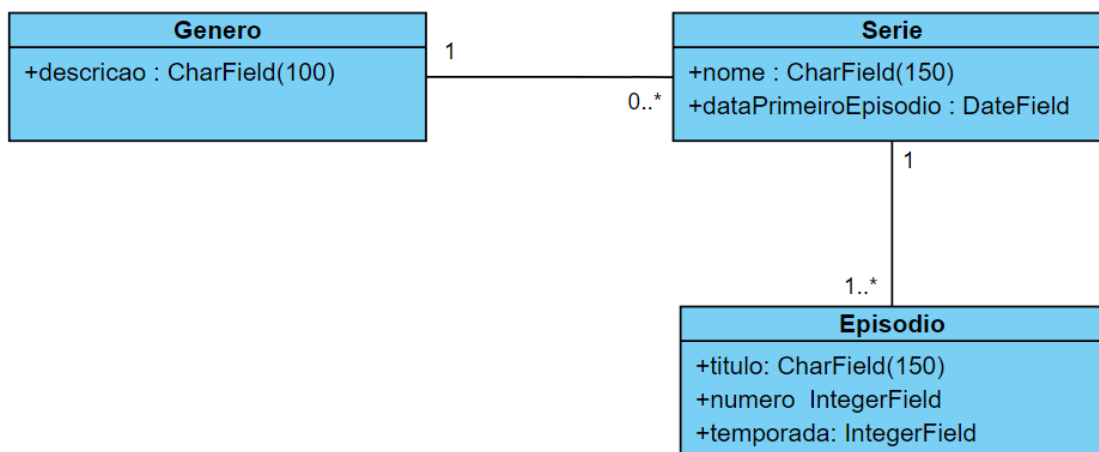 Genero
+descricao : CharField(100)
1
0..*
Serie
+nome : CharField(150)
+dataPrimeiroEpisodio : DateField
1
1..*
Episodio
+titulo: CharField(150)
+numero  IntegerField
+temporada: IntegerField